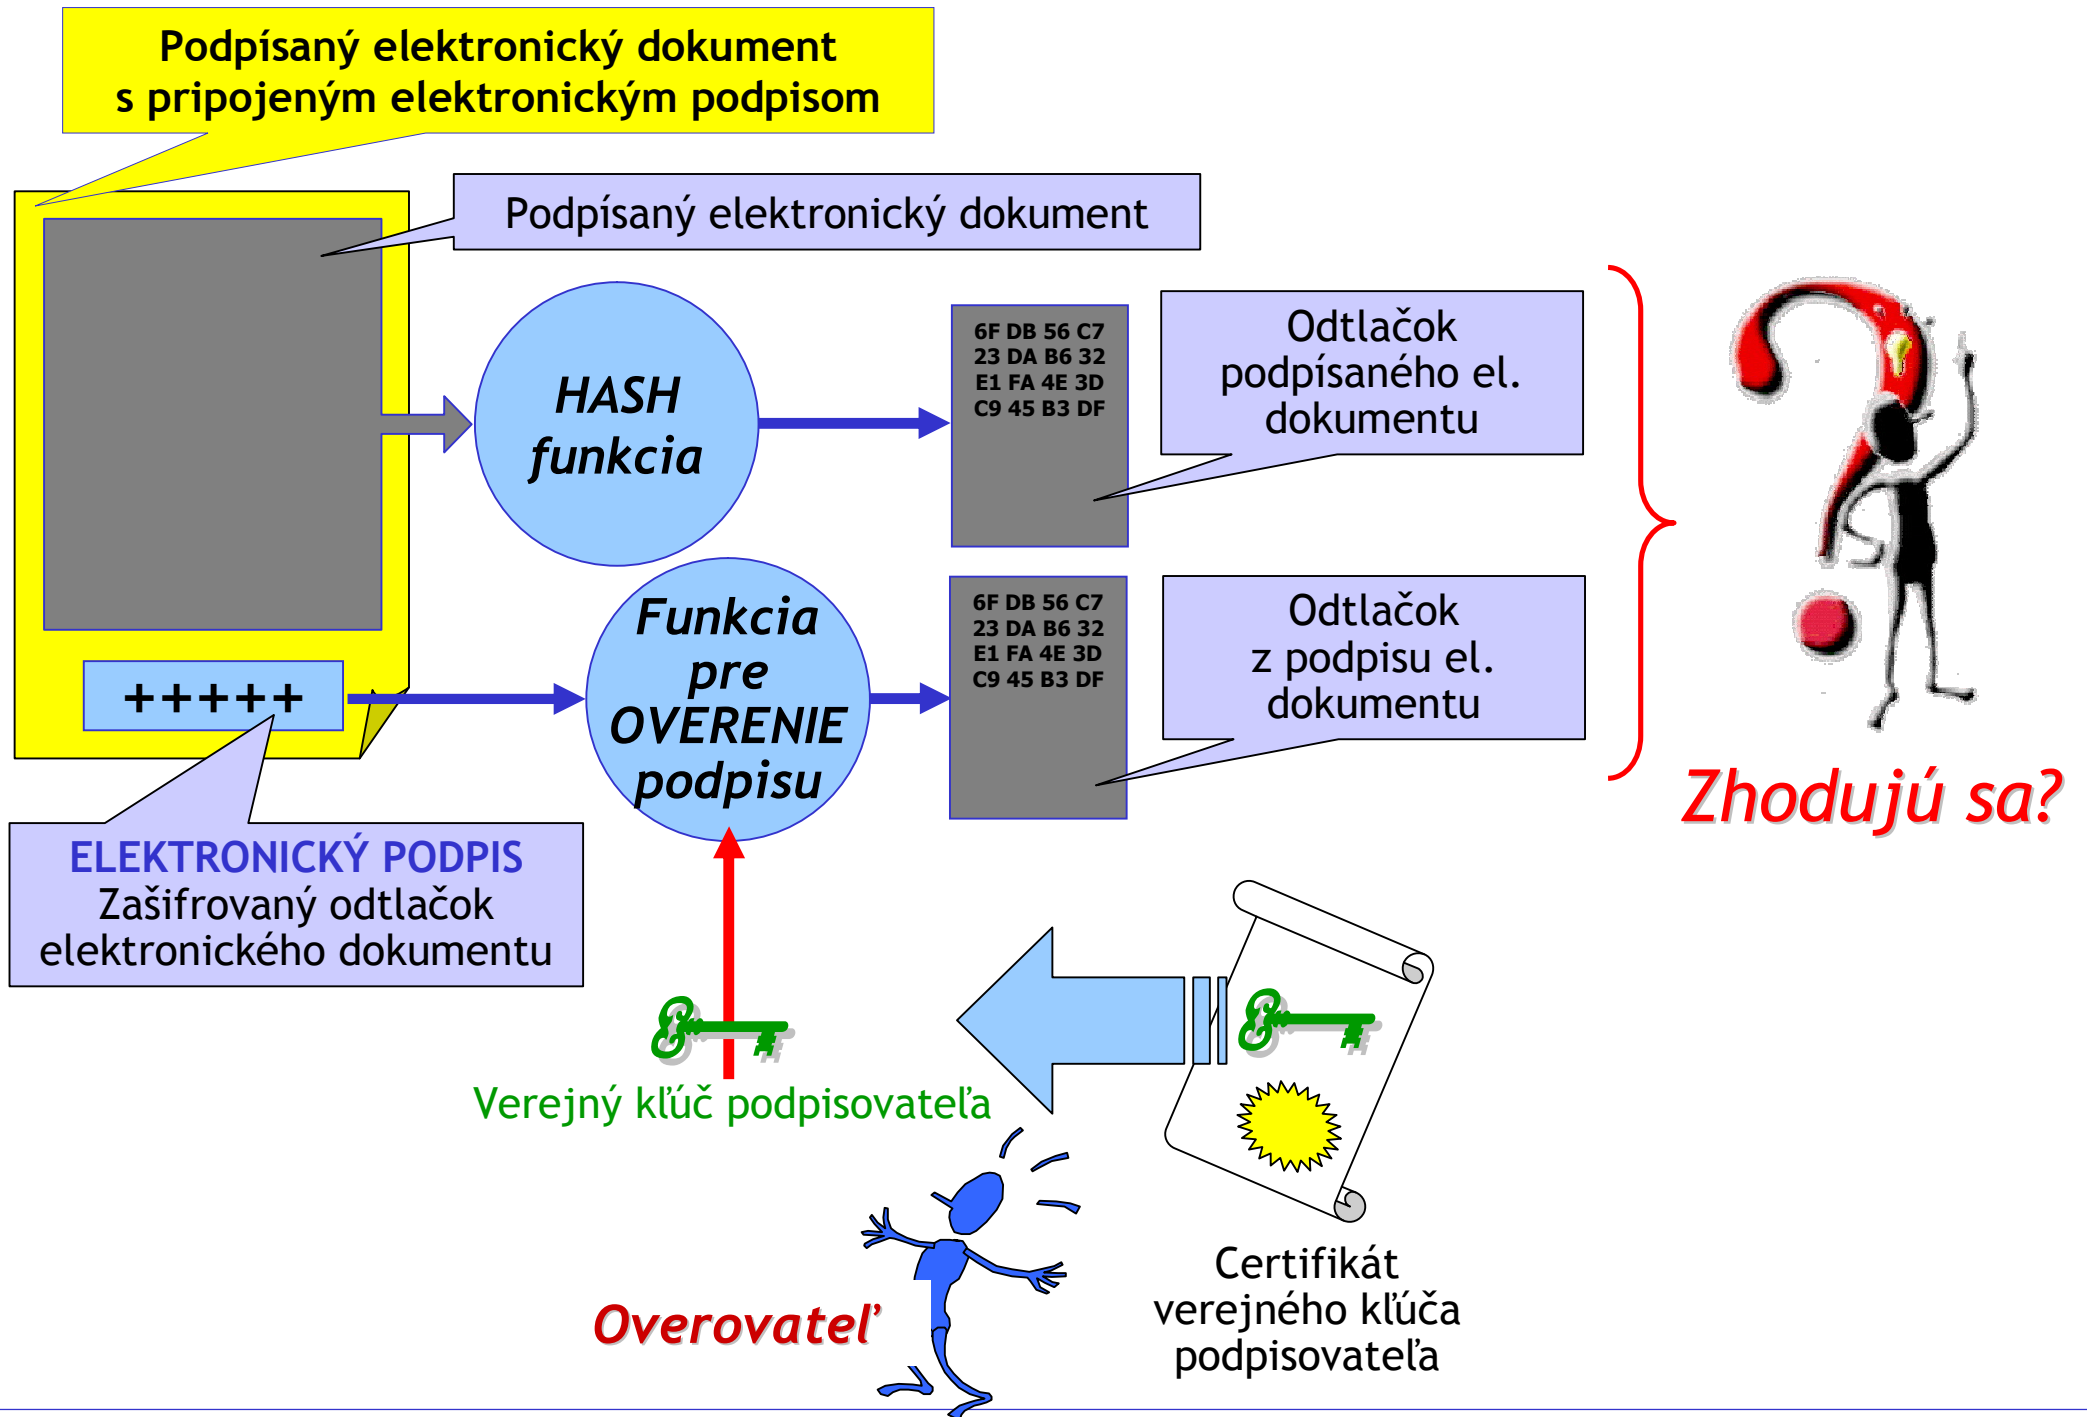 Podpísaný elektronický dokument
s pripojeným elektronickým podpisom
Podpísaný elektronický dokument
HASH
funkcia
6F DB 56 C7
23 DA B6 32
E1 FA 4E 3D
C9 45 B3 DF
Odtlačok
podpísaného el.
dokumentu
Funkcia
pre
OVERENIE
podpisu
6F DB 56 C7
23 DA B6 32
E1 FA 4E 3D
C9 45 B3 DF
Odtlačok
z podpisu el.
dokumentu
Zhodujú sa?
+++++
ELEKTRONICKÝ PODPIS
Zašifrovaný odtlačok
elektronického dokumentu
Verejný kľúč podpisovateľa
Overovateľ
Certifikát
verejného kľúča
podpisovateľa